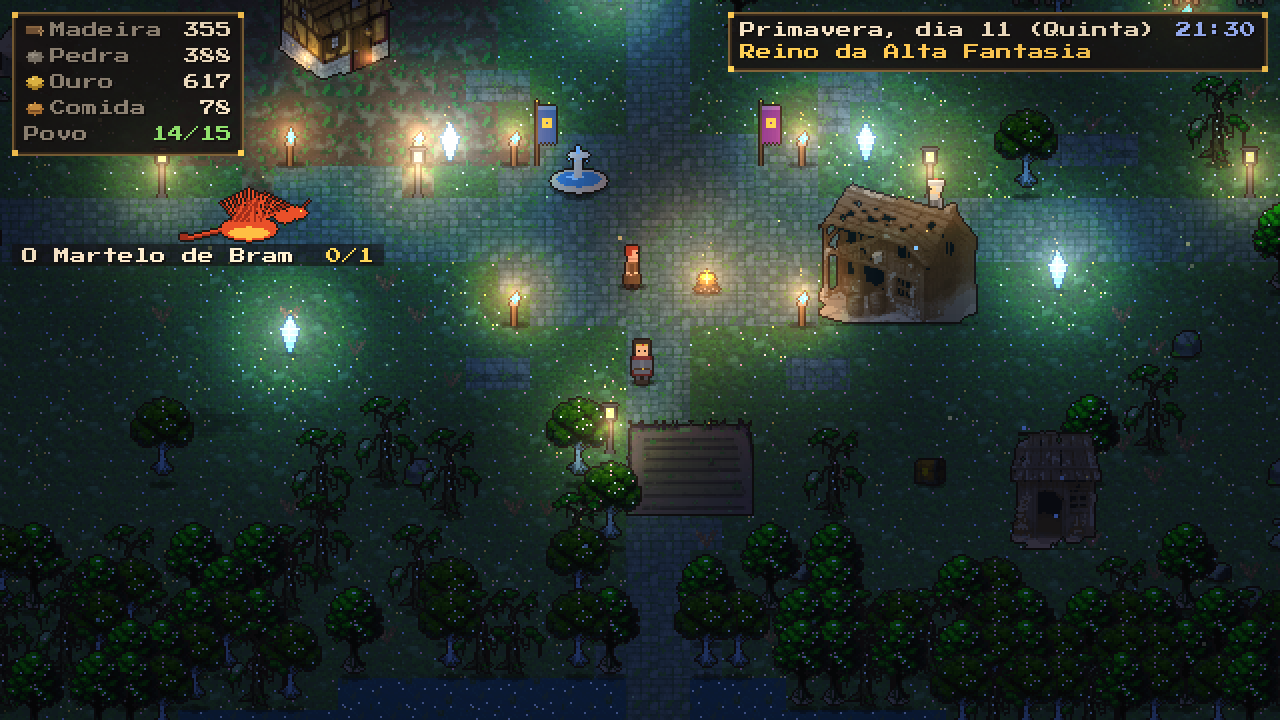 Madeira 355
Pedra 388
Ouro 617
Comida 78
Povo 14/15
Primavera, dia 11 (Quinta) 21:30
Reino da Alta Fantasia
O Martelo de Bram 0/1